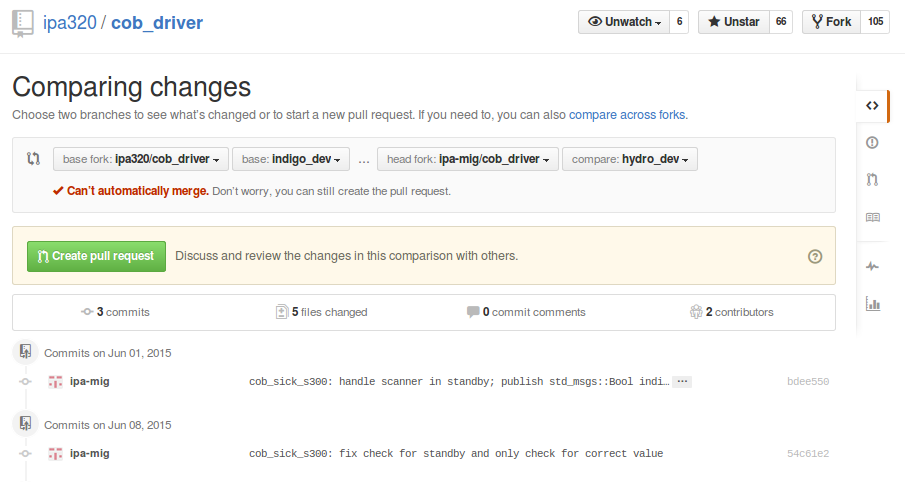 ipa320 / cob_driver
Unwatch 6 Unstar 66 Fork 105
Comparing changes
Choose two branches to see what's changed or to start a new pull request. If you need to, you can also compare across forks.
base fork: ipa320/cob_driver base: indigo_dev ... head fork: ipa-mig/cob_driver compare: hydro_dev
Can't automatically merge. Don't worry, you can still create the pull request.
Create pull request Discuss and review the changes in this comparison with others.
3 commits 5 files changed 0 commit comments 2 contributors
Commits on Jun 01, 2015
ipa-mig cob_sick_s300: handle scanner in standby; publish std_msgs::Bool indi… ... bdee550
Commits on Jun 08, 2015
ipa-mig cob_sick_s300: fix check for standby and only check for correct value 54c61e2